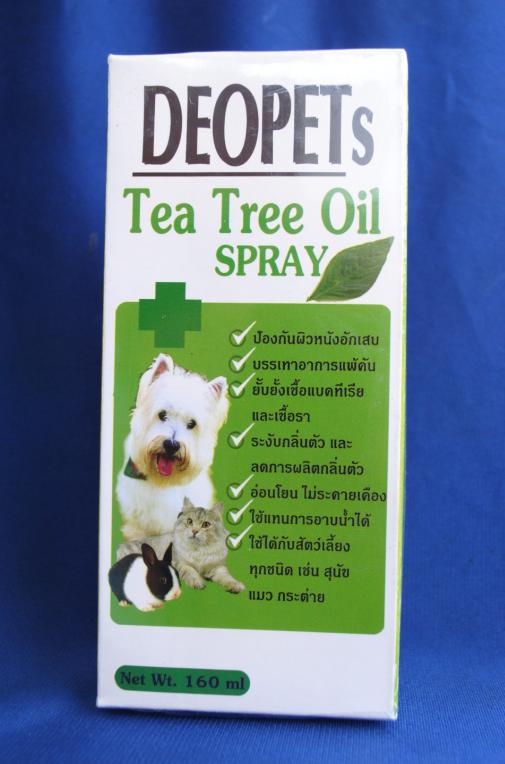 DEOPETs
Tea Tree Oil
SPRAY
ป้องกันผิวหนังอักเสบ
บรรเทาอาการแพ้คัน
ยั้บยั้งเชื้อแบคทีเรีย
และเชื้อรา
ระงับกลิ่นตัว และ
ลดการผลิตกลิ่นตัว
อ่อนโยน ไม่ระคายเคือง
ใช้แทนการอาบน้ำได้
ใช้ได้กับสัตว์เลี้ยง
ทุกชนิด เช่น สุนัข
แมว กระต่าย
Net Wt. 160 ml